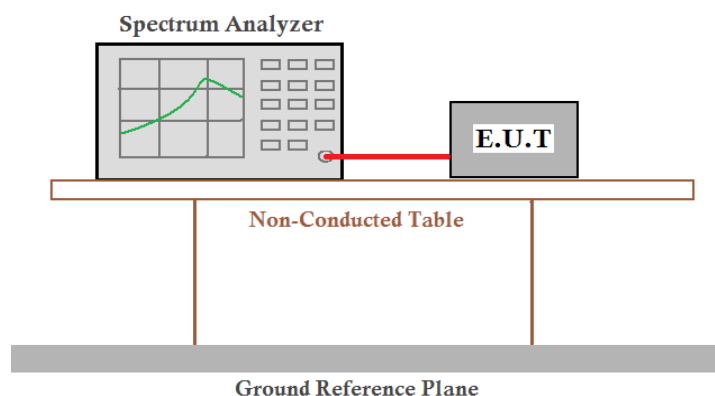 Spectrum Analyzer
E.U.T
Non-Conducted Table
Ground Reference Plane